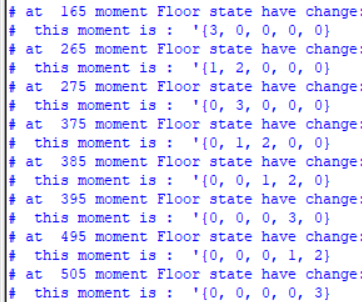 # at  165 moment Floor state have change:
#  this moment is :  '{3, 0, 0, 0, 0}
# at  265 moment Floor state have change:
#  this moment is :  '{1, 2, 0, 0, 0}
# at  275 moment Floor state have change:
#  this moment is :  '{0, 3, 0, 0, 0}
# at  375 moment Floor state have change:
#  this moment is :  '{0, 1, 2, 0, 0}
# at  385 moment Floor state have change:
#  this moment is :  '{0, 0, 1, 2, 0}
# at  395 moment Floor state have change:
#  this moment is :  '{0, 0, 0, 3, 0}
# at  495 moment Floor state have change:
#  this moment is :  '{0, 0, 0, 1, 2}
# at  505 moment Floor state have change:
#  this moment is :  '{0, 0, 0, 0, 3}